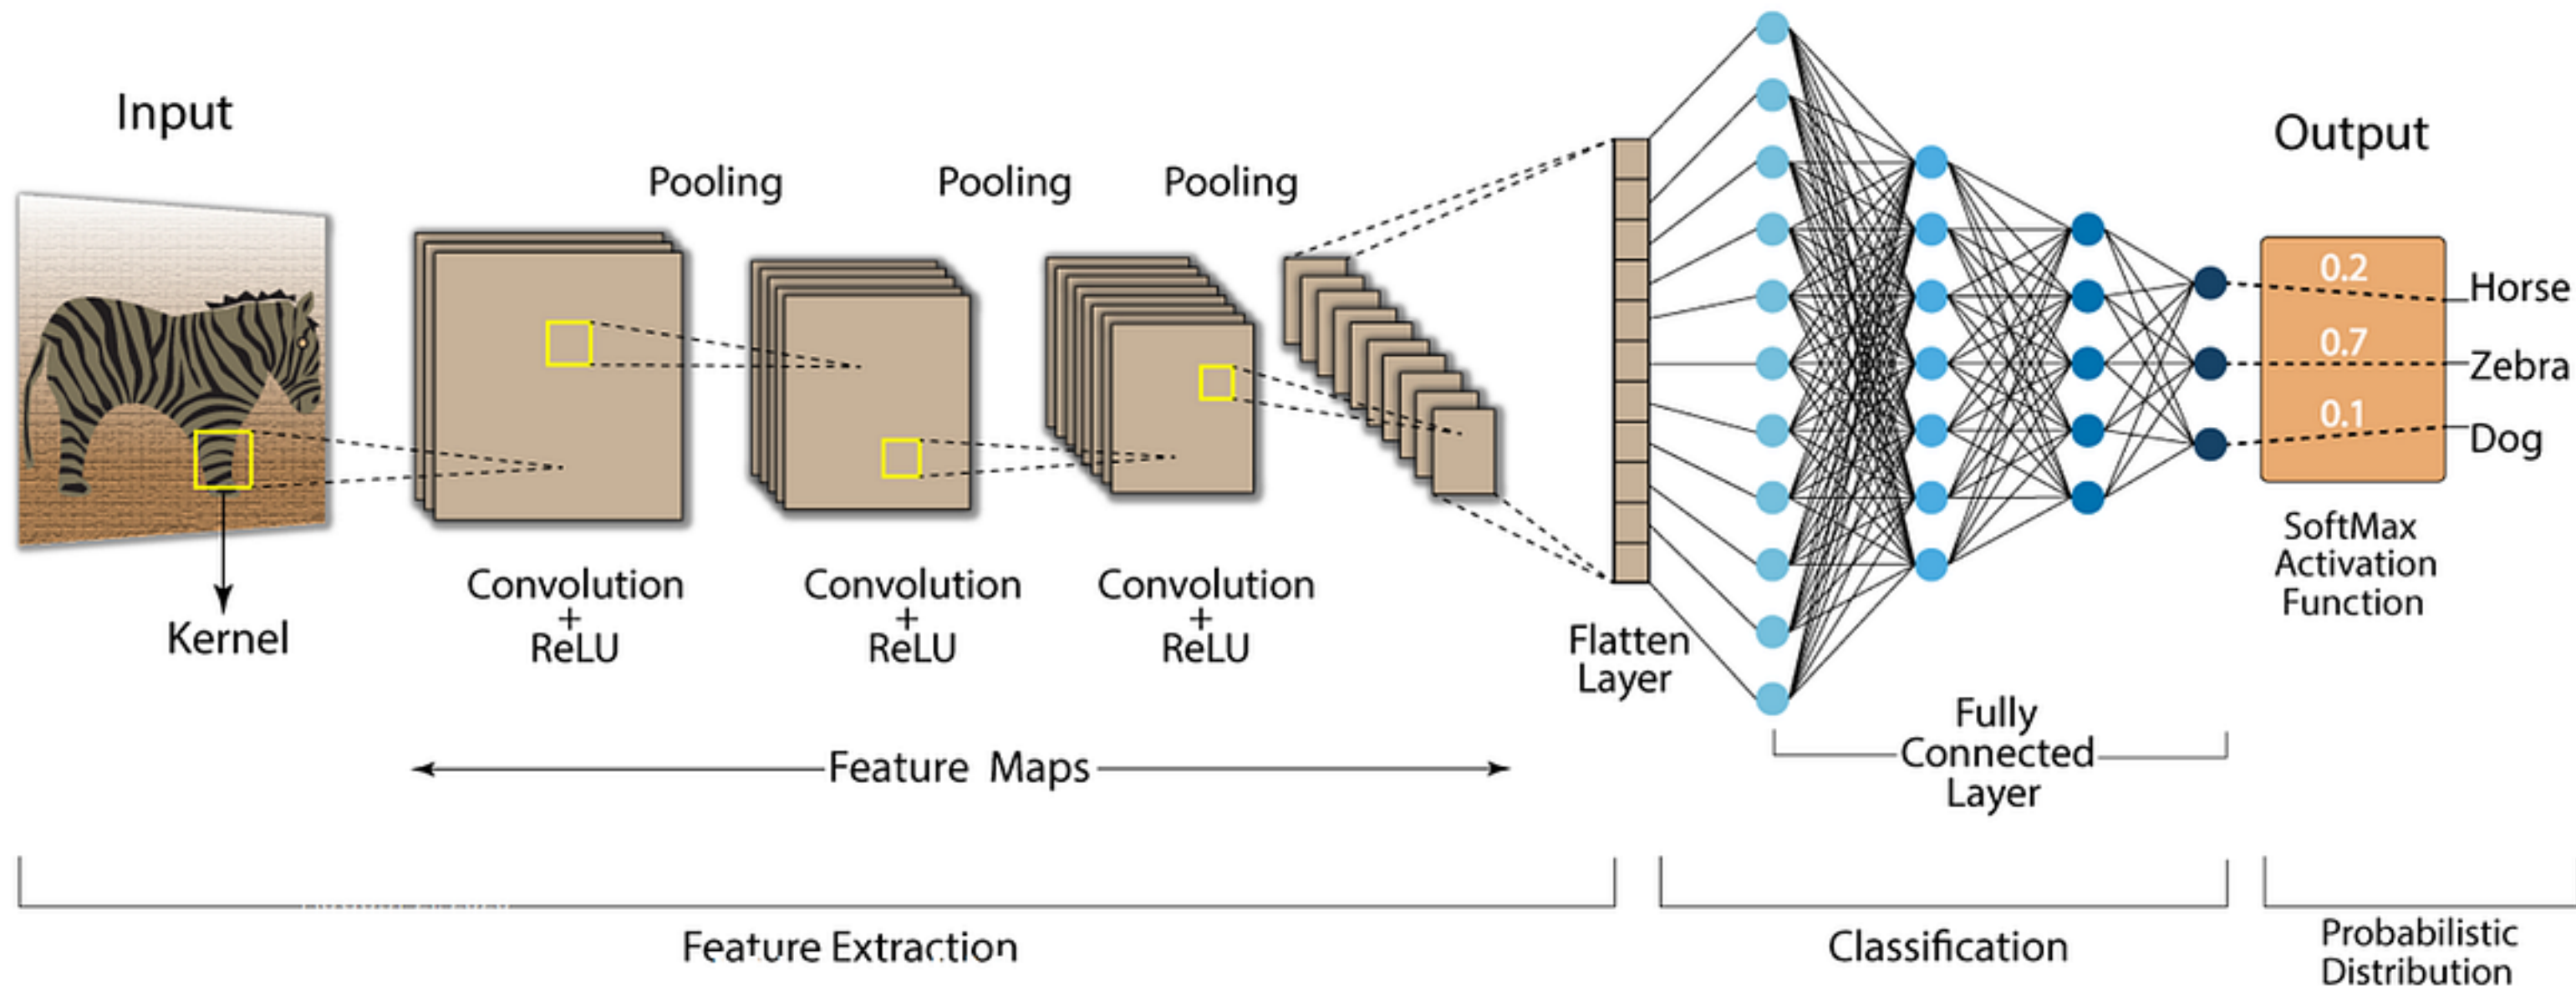 Input
Pooling
Pooling
Pooling
Output
0.2
Horse
0.7
Zebra
0.1
Dog
SoftMax
Activation
Function
Kernel
Convolution
+
ReLU
Convolution
+
ReLU
Convolution
+
ReLU
Flatten
Layer
Fully
Connected
Layer
Feature Maps
Feature Extraction
Classification
Probabilistic
Distribution